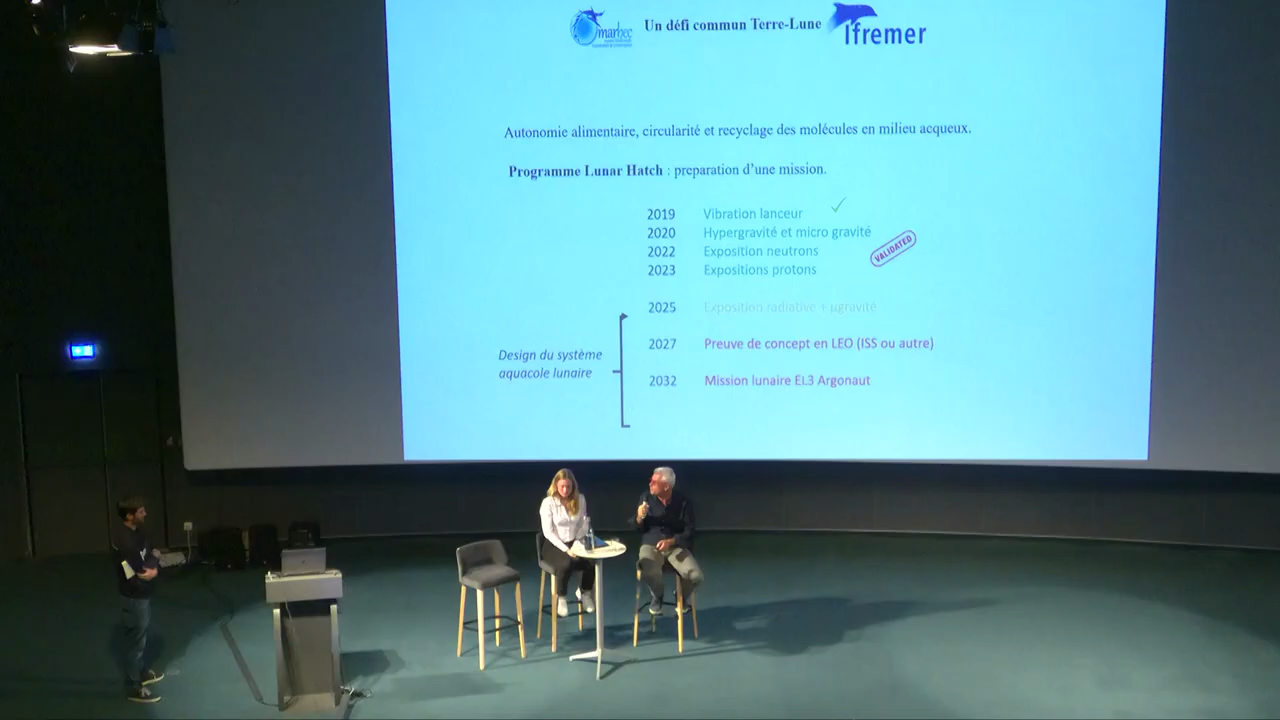 marbec
Un défi commun Terre-Lune
Ifremer
Autonomie alimentaire, circularité et recyclage des molécules en milieu acqueux.
Programme Lunar Hatch : preparation d’une mission.
2019 Vibration lanceur
2020 Hypergravité et micro gravité
2022 Exposition neutrons
VALIDATED
2023 Expositions protons
2025 Exposition radiative + µgravité
Design du système
aquacole lunaire
2027 Preuve de concept en LEO (ISS ou autre)
2032 Mission lunaire EL3 Argonaut